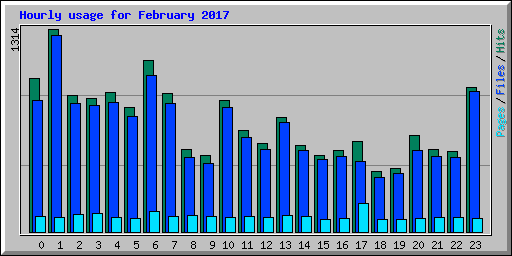 Hourly usage for February 2017
1314
Pages/Files/Hits
0 1 2 3 4 5 6 7 8 9 10 11 12 13 14 15 16 17 18 19 20 21 22 23